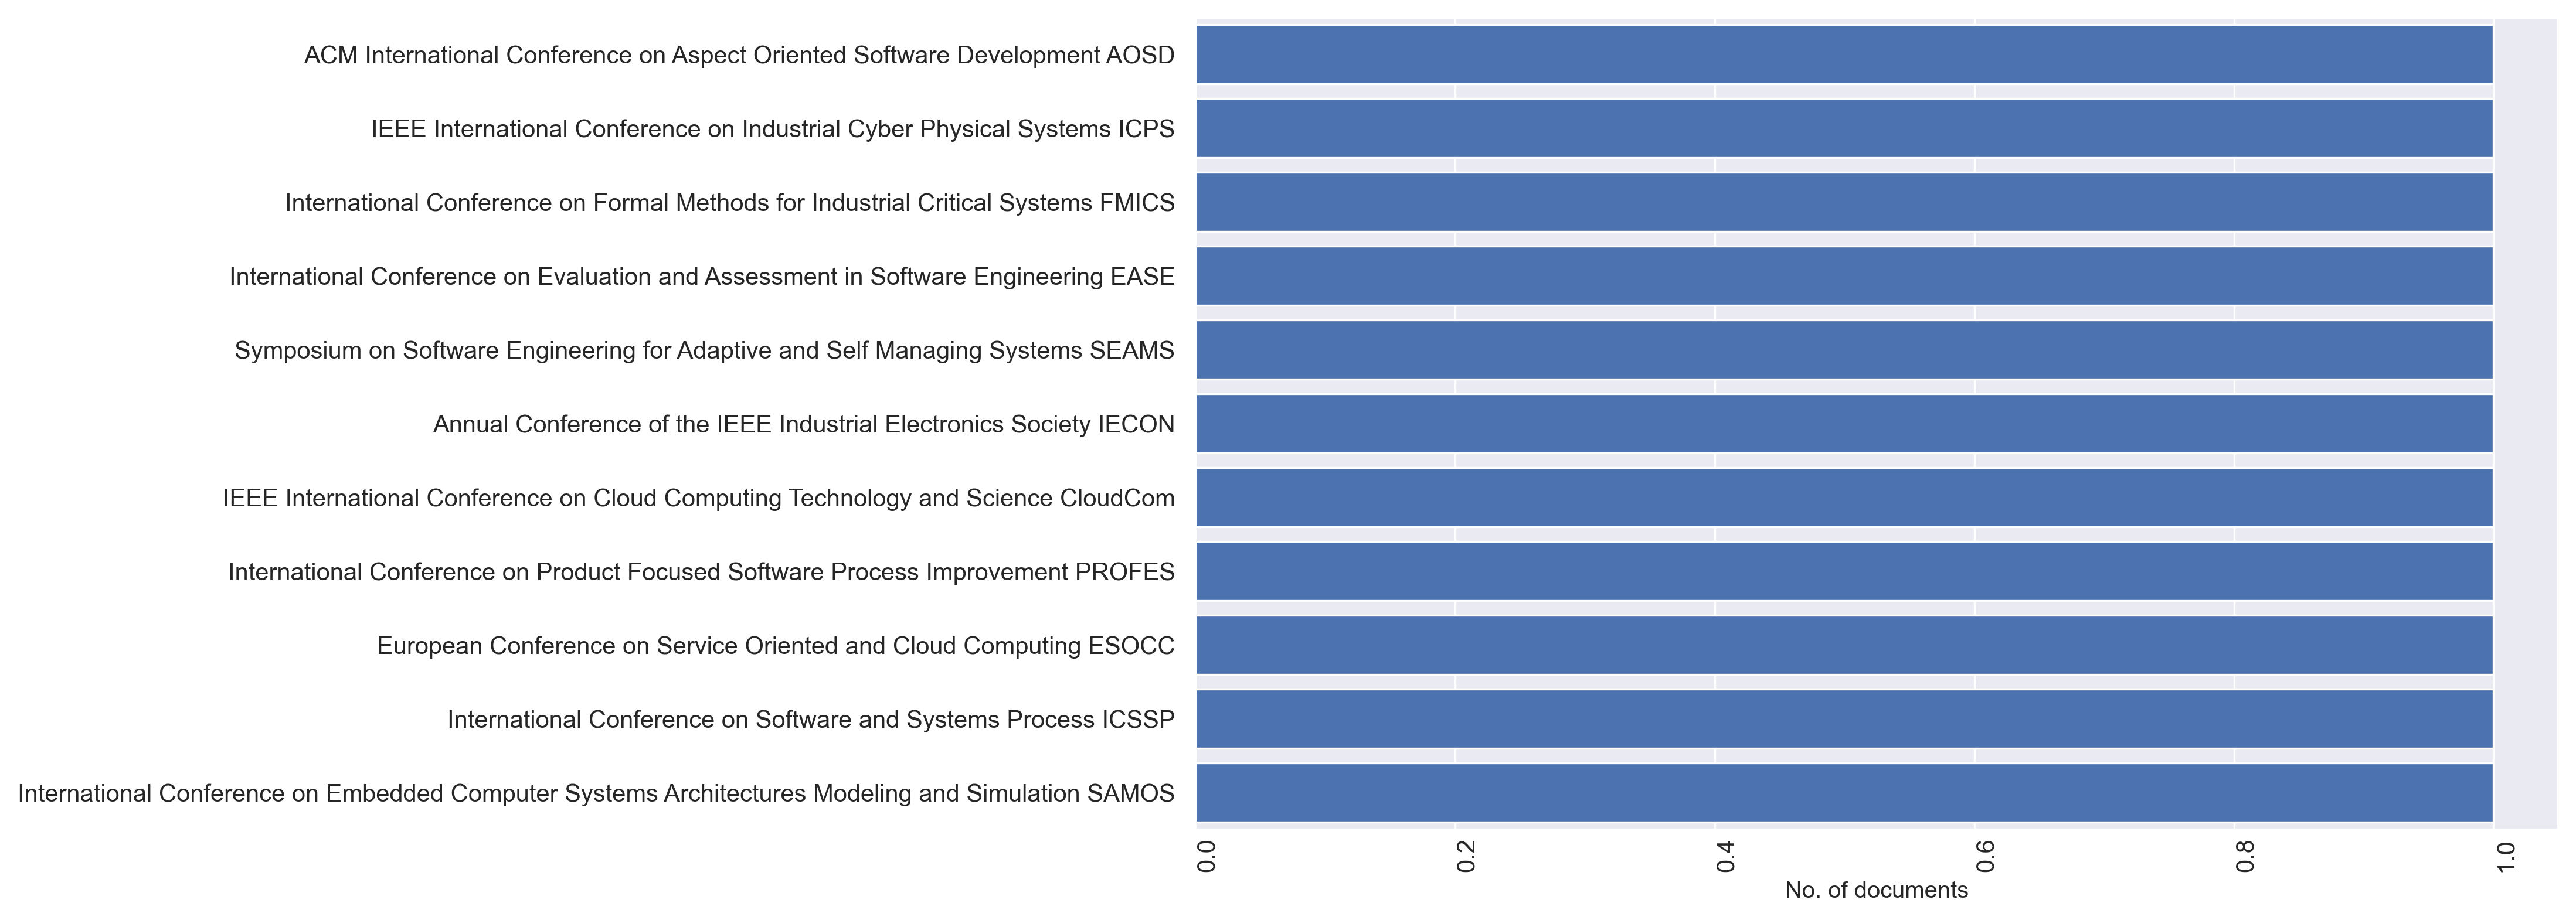 ACM International Conference on Aspect Oriented Software Development AOSD
IEEE International Conference on Industrial Cyber Physical Systems ICPS
International Conference on Formal Methods for Industrial Critical Systems FMICS
International Conference on Evaluation and Assessment in Software Engineering EASE
Symposium on Software Engineering for Adaptive and Self Managing Systems SEAMS
Annual Conference of the IEEE Industrial Electronics Society IECON
IEEE International Conference on Cloud Computing Technology and Science CloudCom
International Conference on Product Focused Software Process Improvement PROFES
European Conference on Service Oriented and Cloud Computing ESOCC
International Conference on Software and Systems Process ICSSP
International Conference on Embedded Computer Systems Architectures Modeling and Simulation SAMOS
0.0
0.2
0.4
0.6
0.8
1.0
No. of documents